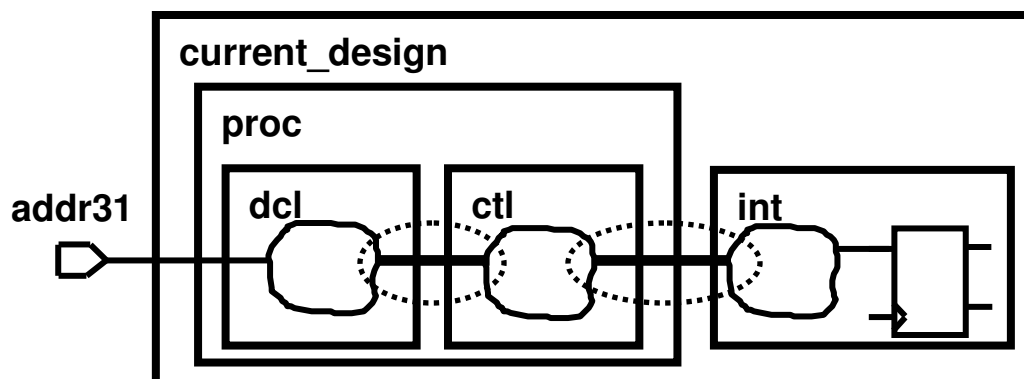 current_design
proc
addr31
dcl
ctl
int